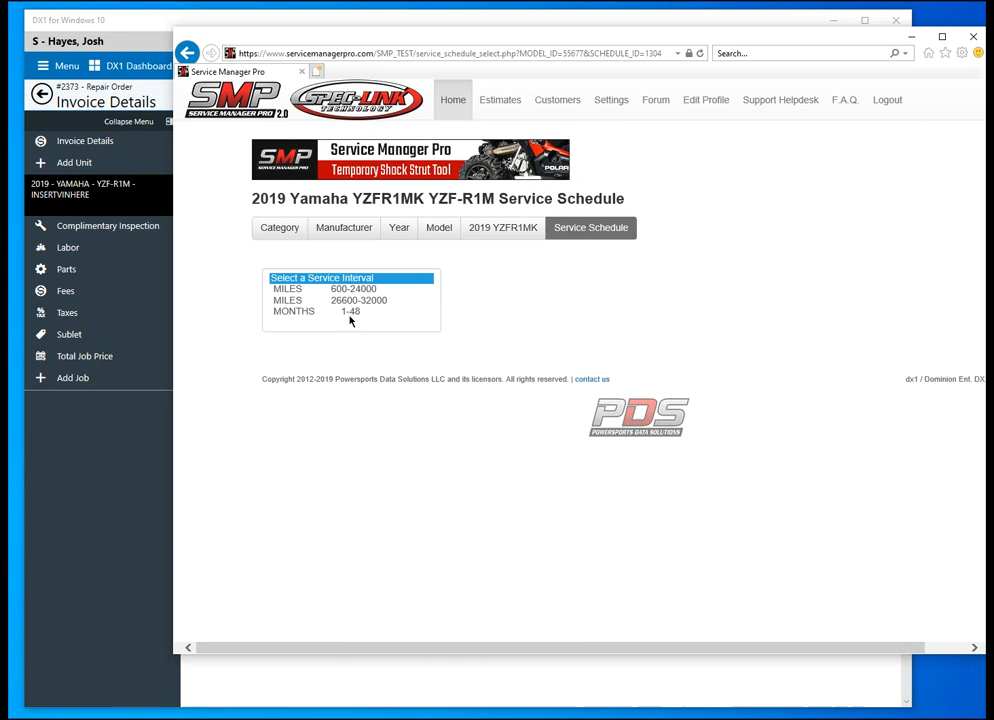 DX1 for Windows 10
S - Hayes, Josh
Menu
DX1 Dashboard
#2373 - Repair Order
Invoice Details
Collapse Menu
Invoice Details
Add Unit
2019 - YAMAHA - YZF-R1M -
INSERTVINHERE
Complimentary Inspection
Labor
Parts
Fees
Taxes
Sublet
Total Job Price
Add Job
https://www.servicemanagerpro.com/SMP_TEST/service_schedule_select.php?MODEL_ID=55677&SCHEDULE_ID=1304
Search...
Service Manager Pro
SMP
SERVICE MANAGER PRO 2.0
SPEC-LINK
TECHNOLOGY
Home
Estimates
Customers
Settings
Forum
Edit Profile
Support Helpdesk
F.A.Q.
Logout
SMP
SERVICE MANAGER PRO
Service Manager Pro
Temporary Shock Strut Tool
POLAR
2019 Yamaha YZFR1MK YZF-R1M Service Schedule
Category
Manufacturer
Year
Model
2019 YZFR1MK
Service Schedule
Select a Service Interval
MILES 600-24000
MILES 26600-32000
MONTHS 1-48
Copyright 2012-2019 Powersports Data Solutions LLC and its licensors. All rights reserved. | contact us
dx1 / Dominion Ent. DX
PDS
POWERSPORTS DATA SOLUTIONS